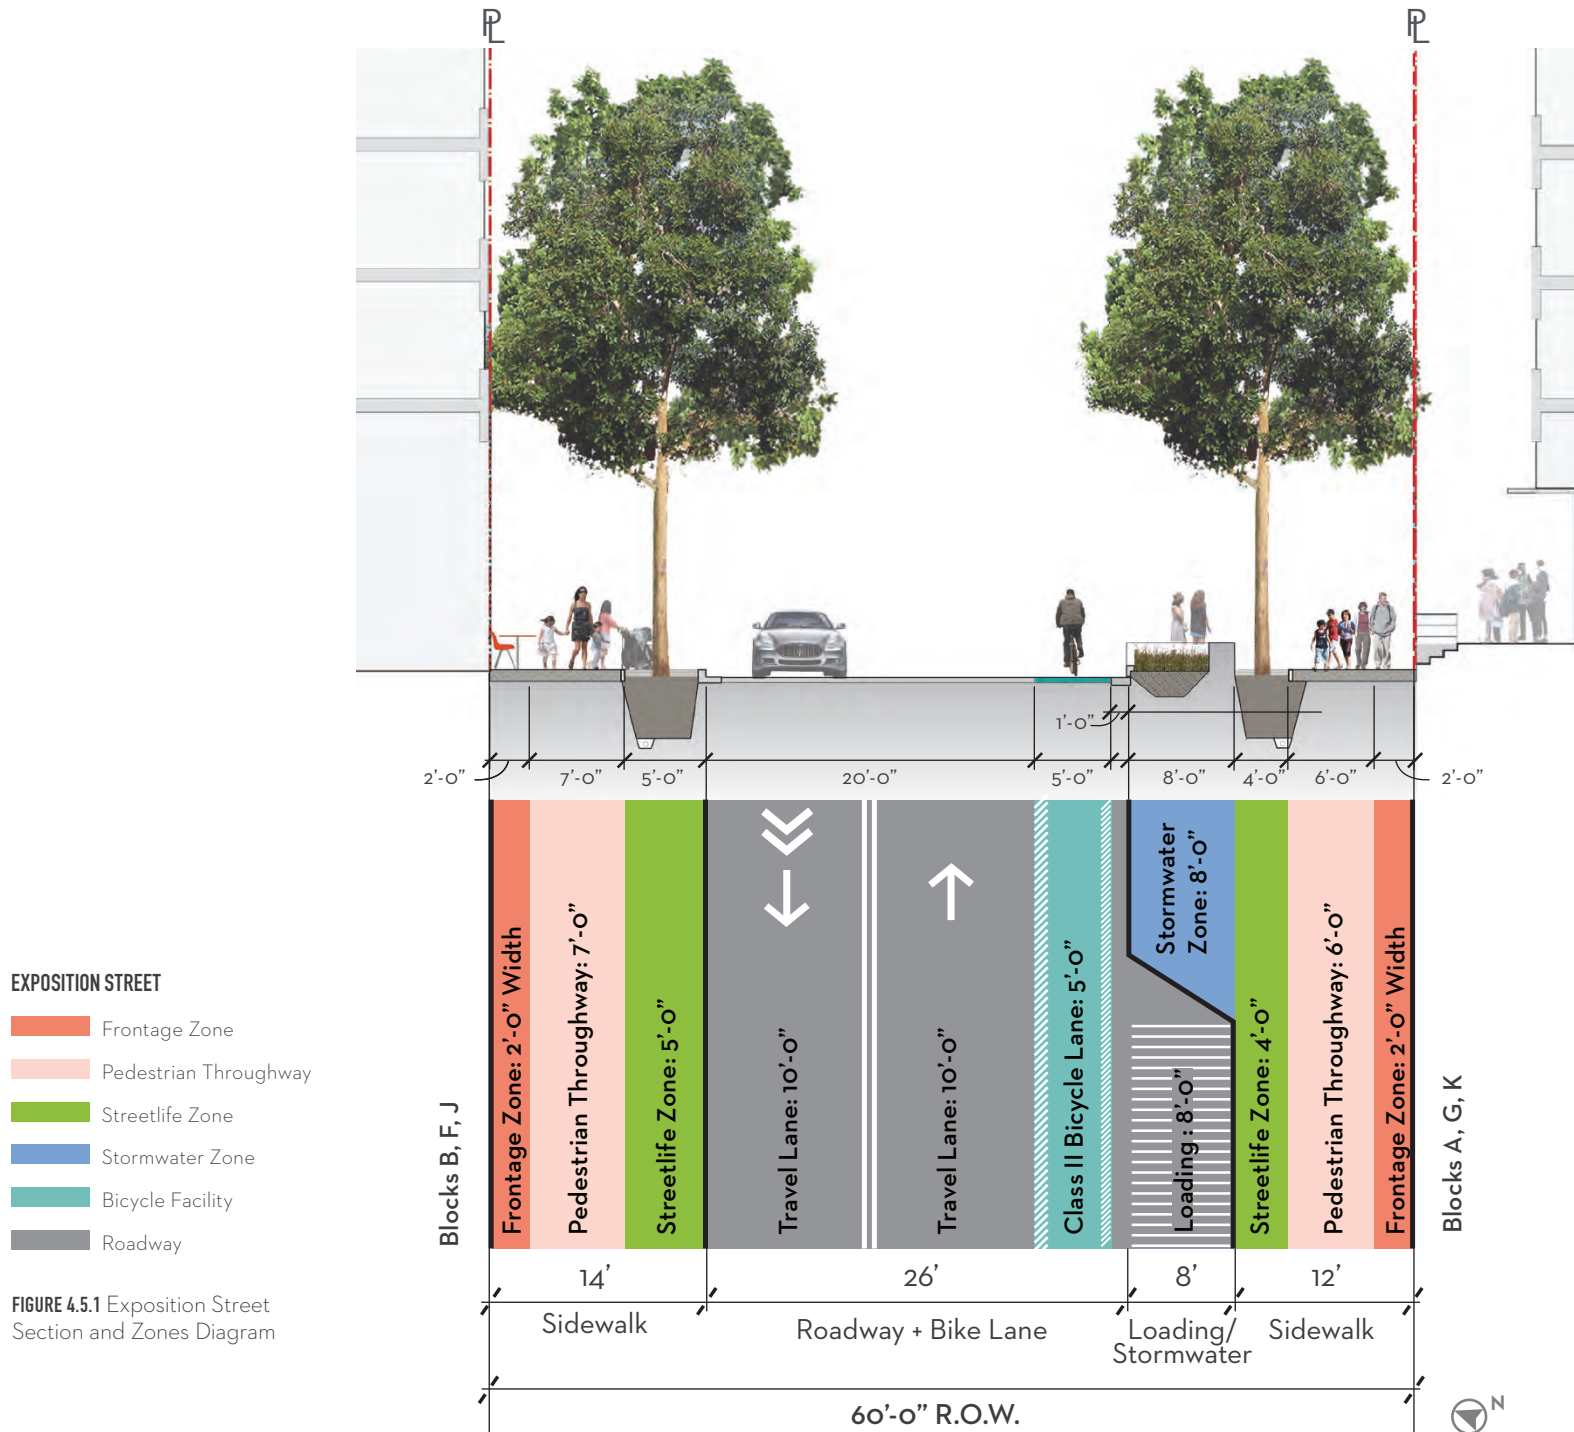 PL
PL
1'-0"
2'-0"
7'-0"
5'-0"
20'-0"
5'-0"
8'-0"
4'-0"
6'-0"
2'-0"
Frontage Zone: 2'-0" Width
Pedestrian Throughway: 7'-0"
Streetlife Zone: 5'-0"
Travel Lane: 10'-0"
Travel Lane: 10'-0"
Class II Bicycle Lane: 5'-0"
Stormwater
Zone: 8'-0"
Loading : 8'-0"
Streetlife Zone: 4'-0"
Pedestrian Throughway: 6'-0"
Frontage Zone: 2'-0" Width
Blocks B, F, J
Blocks A, G, K
EXPOSITION STREET
Frontage Zone
Pedestrian Throughway
Streetlife Zone
Stormwater Zone
Bicycle Facility
Roadway
FIGURE 4.5.1 Exposition Street
Section and Zones Diagram
14'
26'
8'
12'
Sidewalk
Roadway + Bike Lane
Loading/
Stormwater
Sidewalk
60'-0" R.O.W.
N